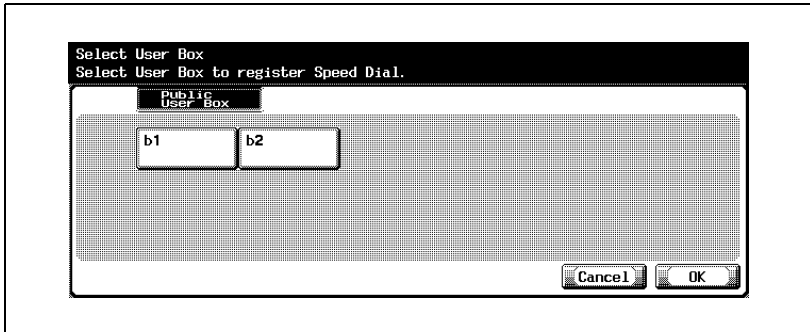 Select User Box
Select User Box to register Speed Dial.
Public
User Box
b1 b2
Cancel OK